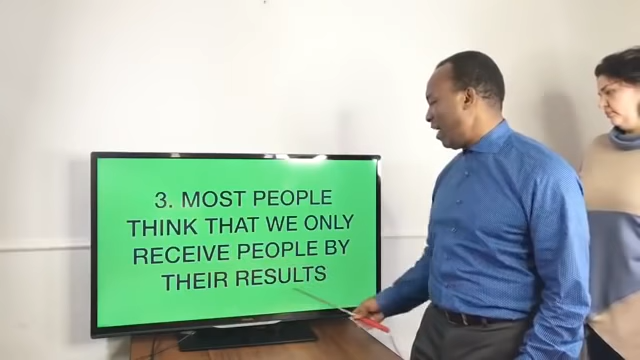 3. MOST PEOPLE
THINK THAT WE ONLY
RECEIVE PEOPLE BY
THEIR RESULTS